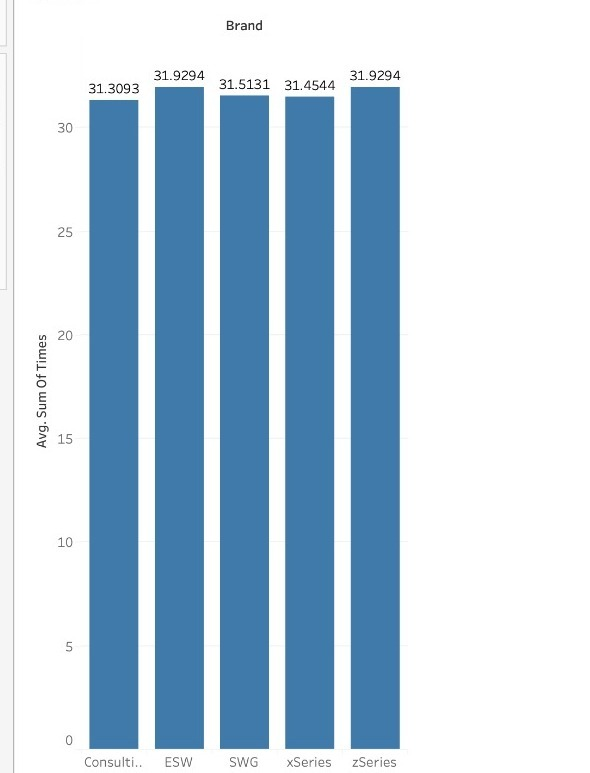 Brand
31.3093
31.9294
31.5131
31.4544
31.9294
30
25
20
15
10
5
0
Avg. Sum Of Times
Consulti..
ESW
SWG
xSeries
zSeries